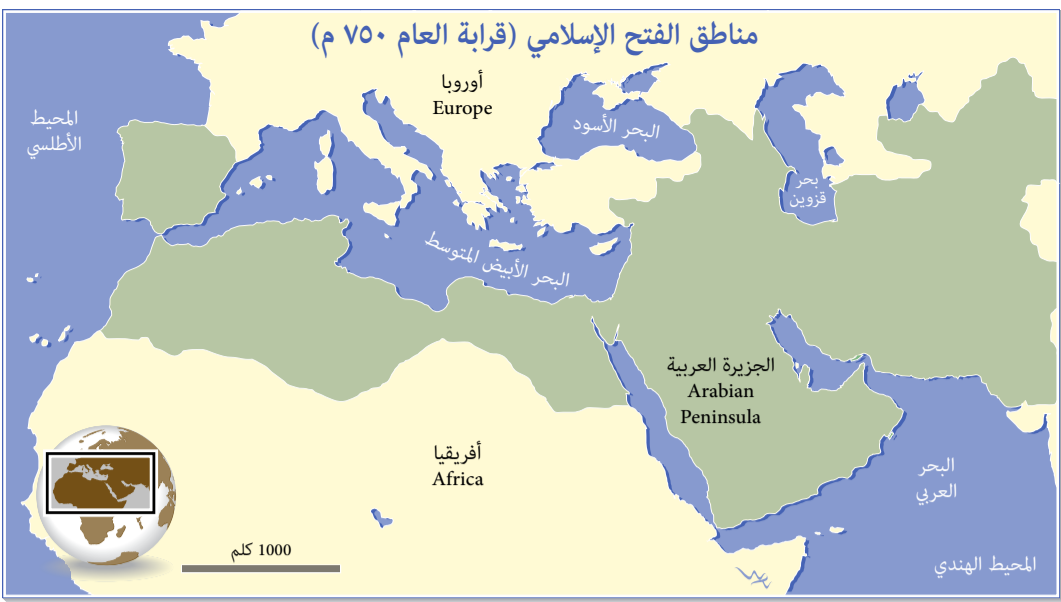 مناطق الفتح الإسلامي (قرابة العام ٧٥٠ م)
أوروبا
Europe
المحيط
الأطلسي
البحر الأسود
بحر
قزوين
البحر الأبيض المتوسط
الجزيرة العربية
Arabian
Peninsula
أفريقيا
Africa
البحر
العربي
المحيط الهندي
1000 كلم